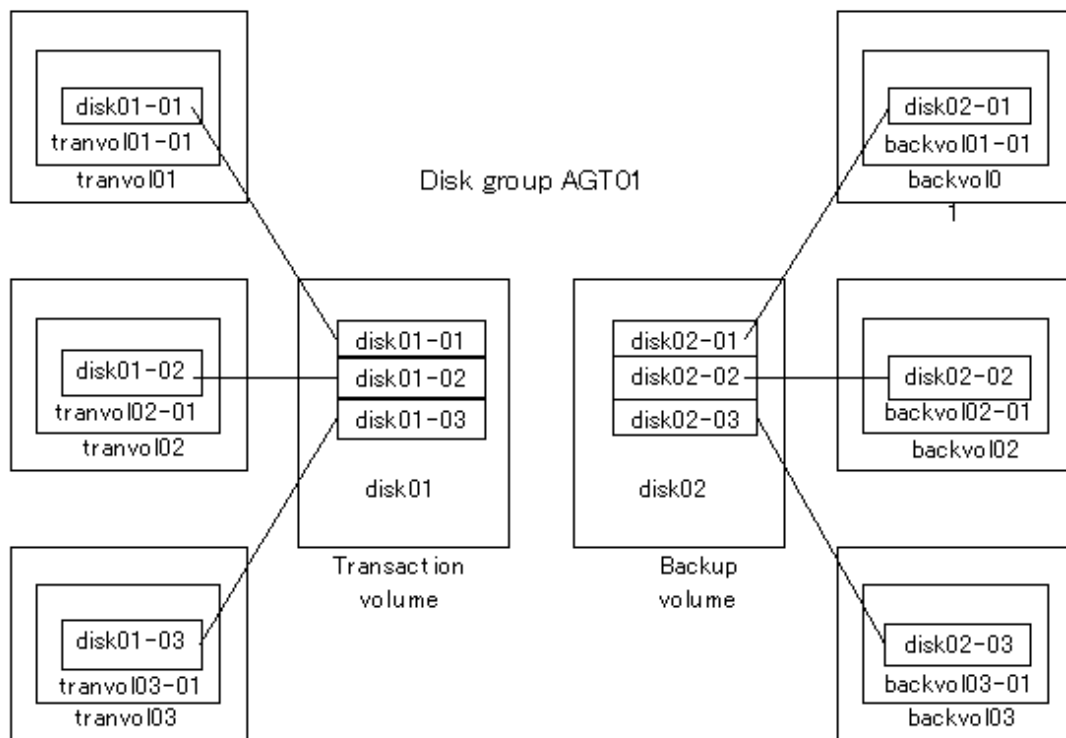 disk01-01
tranvol01-01
tranvol01
Disk group AGT01
disk02-01
backvol01-01
backvol0
1
disk01-02
tranvol02-01
tranvol02
disk01-01
disk01-02
disk01-03
disk01
Transaction
volume
disk02-01
disk02-02
disk02-03
disk02
Backup
volume
disk02-02
backvol02-01
backvol02
disk01-03
tranvol03-01
tranvol03
disk02-03
backvol03-01
backvol03